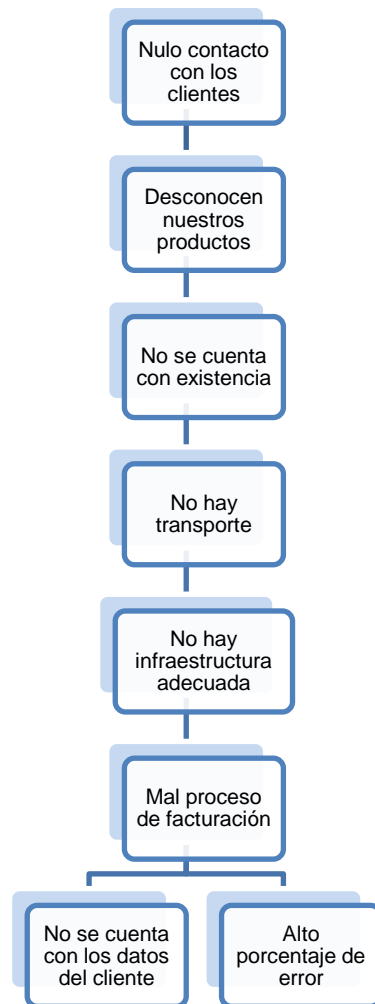 Nulo contacto
con los
clientes
Desconocen
nuestros
productos
No se cuenta
con existencia
No hay
transporte
No hay
infraestructura
adecuada
Mal proceso
de facturación
No se cuenta
con los datos
del cliente
Alto
porcentaje de
error